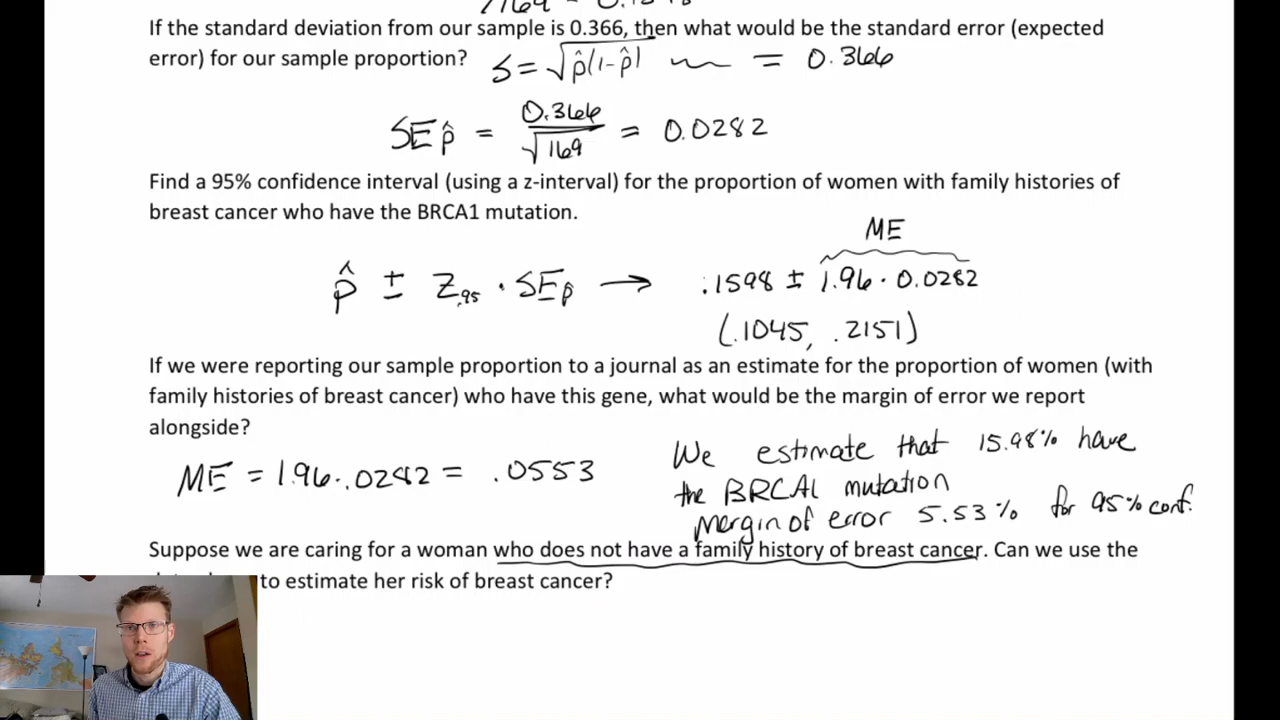 If the standard deviation from our sample is 0.366, then what would be the standard error (expected
error) for our sample proportion? S = √p̂(1-p̂) = 0.366
SE p̂ = 0.366 / √169 = 0.0282
Find a 95% confidence interval (using a z-interval) for the proportion of women with family histories of
breast cancer who have the BRCA1 mutation.
ME
p̂ ± Z.95 · SEp̂ → .1598 ± 1.96 · 0.0282
(.1045, .2151)
If we were reporting our sample proportion to a journal as an estimate for the proportion of women (with
family histories of breast cancer) who have this gene, what would be the margin of error we report
alongside?
We estimate that 15.98% have
ME = 1.96 · .0282 = .0553
the BRCA1 mutation
margin of error 5.53% for 95% conf.
Suppose we are caring for a woman who does not have a family history of breast cancer. Can we use the
to estimate her risk of breast cancer?